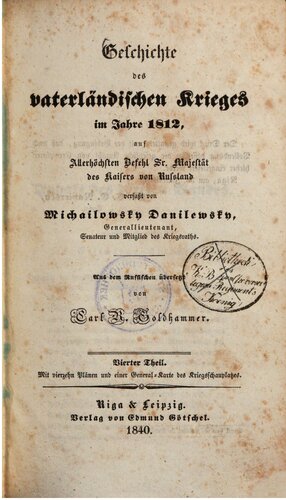 Geschichte
des
vaterländischen Krieges
im Jahre 1812,
auf
Allerhöchsten Befehl Sr. Majestät
des Kaisers von Rusland
verfaßt von
Michailowsky Danilewsky,
Generallieutenant,
Senateur und Mitglied des Kriegsraths.
Aus dem Russischen übersetzt
von
Carl R. Goldhammer.
Vierter Theil.
Mit vierzehn Plänen und einer General-Karte des Kriegsschauplatzes.
Riga & Leipzig.
Verlag von Edmund Götschel.
1840.